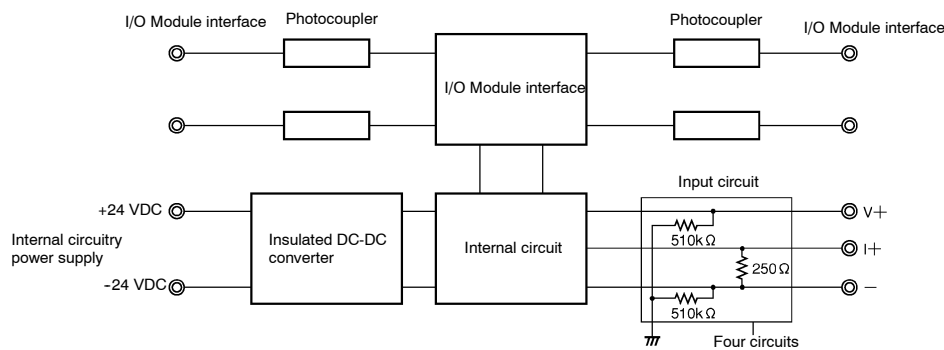 I/O Module interface
Photocoupler
Photocoupler
I/O Module interface
I/O Module interface
Input circuit
+24 VDC
V+
Internal circuitry
power supply
Insulated DC-DC
converter
Internal circuit
510kΩ
I+
250Ω
−24 VDC
−
510kΩ
Four circuits